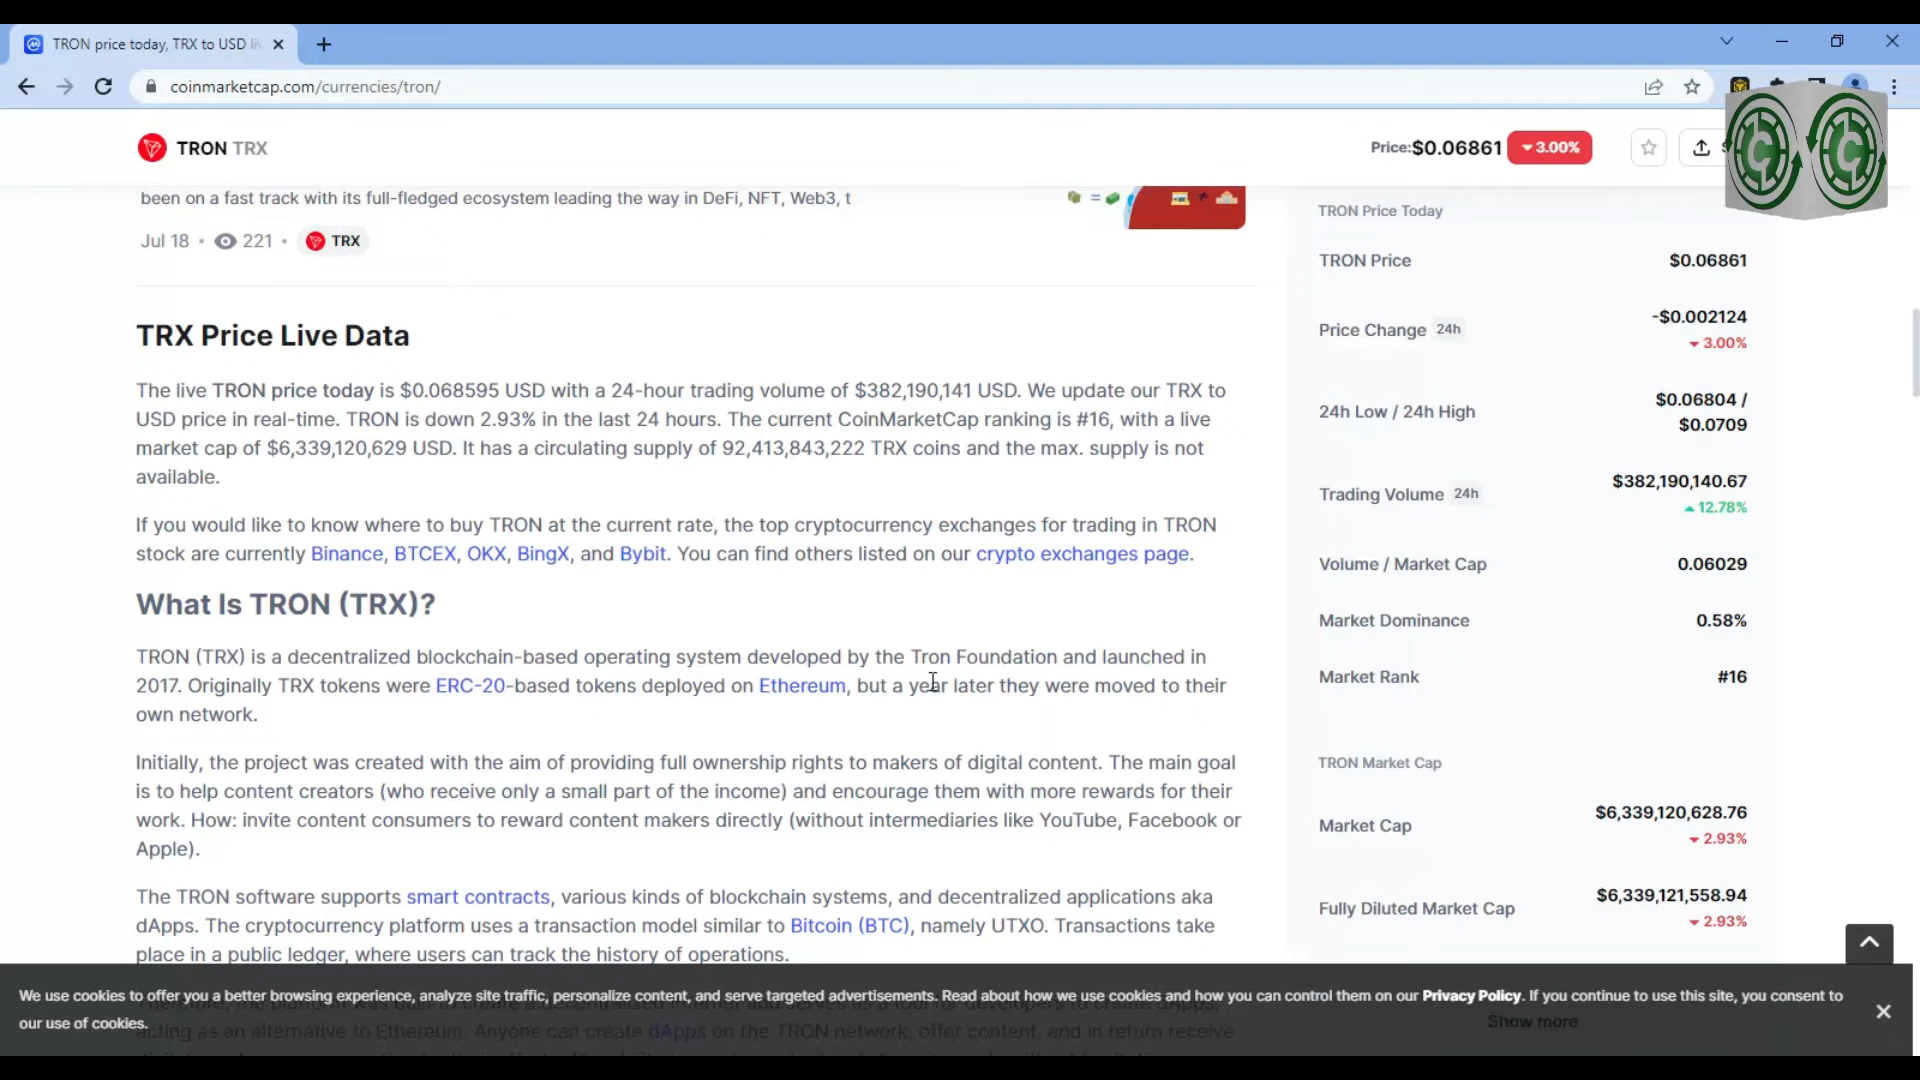 TRON price today, TRX to USD li
coinmarketcap.com/currencies/tron/
TRON TRX
Price:$0.06861 3.00%
been on a fast track with its full-fledged ecosystem leading the way in DeFi, NFT, Web3, t
Jul 18 • 221 • TRX
TRX Price Live Data
The live TRON price today is $0.068595 USD with a 24-hour trading volume of $382,190,141 USD. We update our TRX to
USD price in real-time. TRON is down 2.93% in the last 24 hours. The current CoinMarketCap ranking is #16, with a live
market cap of $6,339,120,629 USD. It has a circulating supply of 92,413,843,222 TRX coins and the max. supply is not
available.
If you would like to know where to buy TRON at the current rate, the top cryptocurrency exchanges for trading in TRON
stock are currently Binance, BTCEX, OKX, BingX, and Bybit. You can find others listed on our crypto exchanges page.
What Is TRON (TRX)?
TRON (TRX) is a decentralized blockchain-based operating system developed by the Tron Foundation and launched in
2017. Originally TRX tokens were ERC-20-based tokens deployed on Ethereum, but a year later they were moved to their
own network.
Initially, the project was created with the aim of providing full ownership rights to makers of digital content. The main goal
is to help content creators (who receive only a small part of the income) and encourage them with more rewards for their
work. How: invite content consumers to reward content makers directly (without intermediaries like YouTube, Facebook or
Apple).
The TRON software supports smart contracts, various kinds of blockchain systems, and decentralized applications aka
dApps. The cryptocurrency platform uses a transaction model similar to Bitcoin (BTC), namely UTXO. Transactions take
place in a public ledger, where users can track the history of operations.
acting as an alternative to Ethereum. Anyone can create dApps on the TRON network, offer content, and in return receive
TRON Price Today
TRON Price $0.06861
Price Change 24h -$0.002124
3.00%
24h Low / 24h High $0.06804 /
$0.0709
Trading Volume 24h $382,190,140.67
12.78%
Volume / Market Cap 0.06029
Market Dominance 0.58%
Market Rank #16
TRON Market Cap
Market Cap $6,339,120,628.76
2.93%
Fully Diluted Market Cap $6,339,121,558.94
2.93%
Show more
We use cookies to offer you a better browsing experience, analyze site traffic, personalize content, and serve targeted advertisements. Read about how we use cookies and how you can control them on our Privacy Policy. If you continue to use this site, you consent to
our use of cookies.